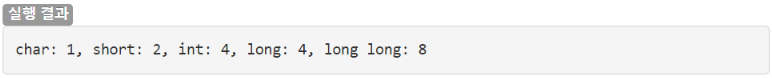 실행 결과
char: 1, short: 2, int: 4, long: 4, long long: 8